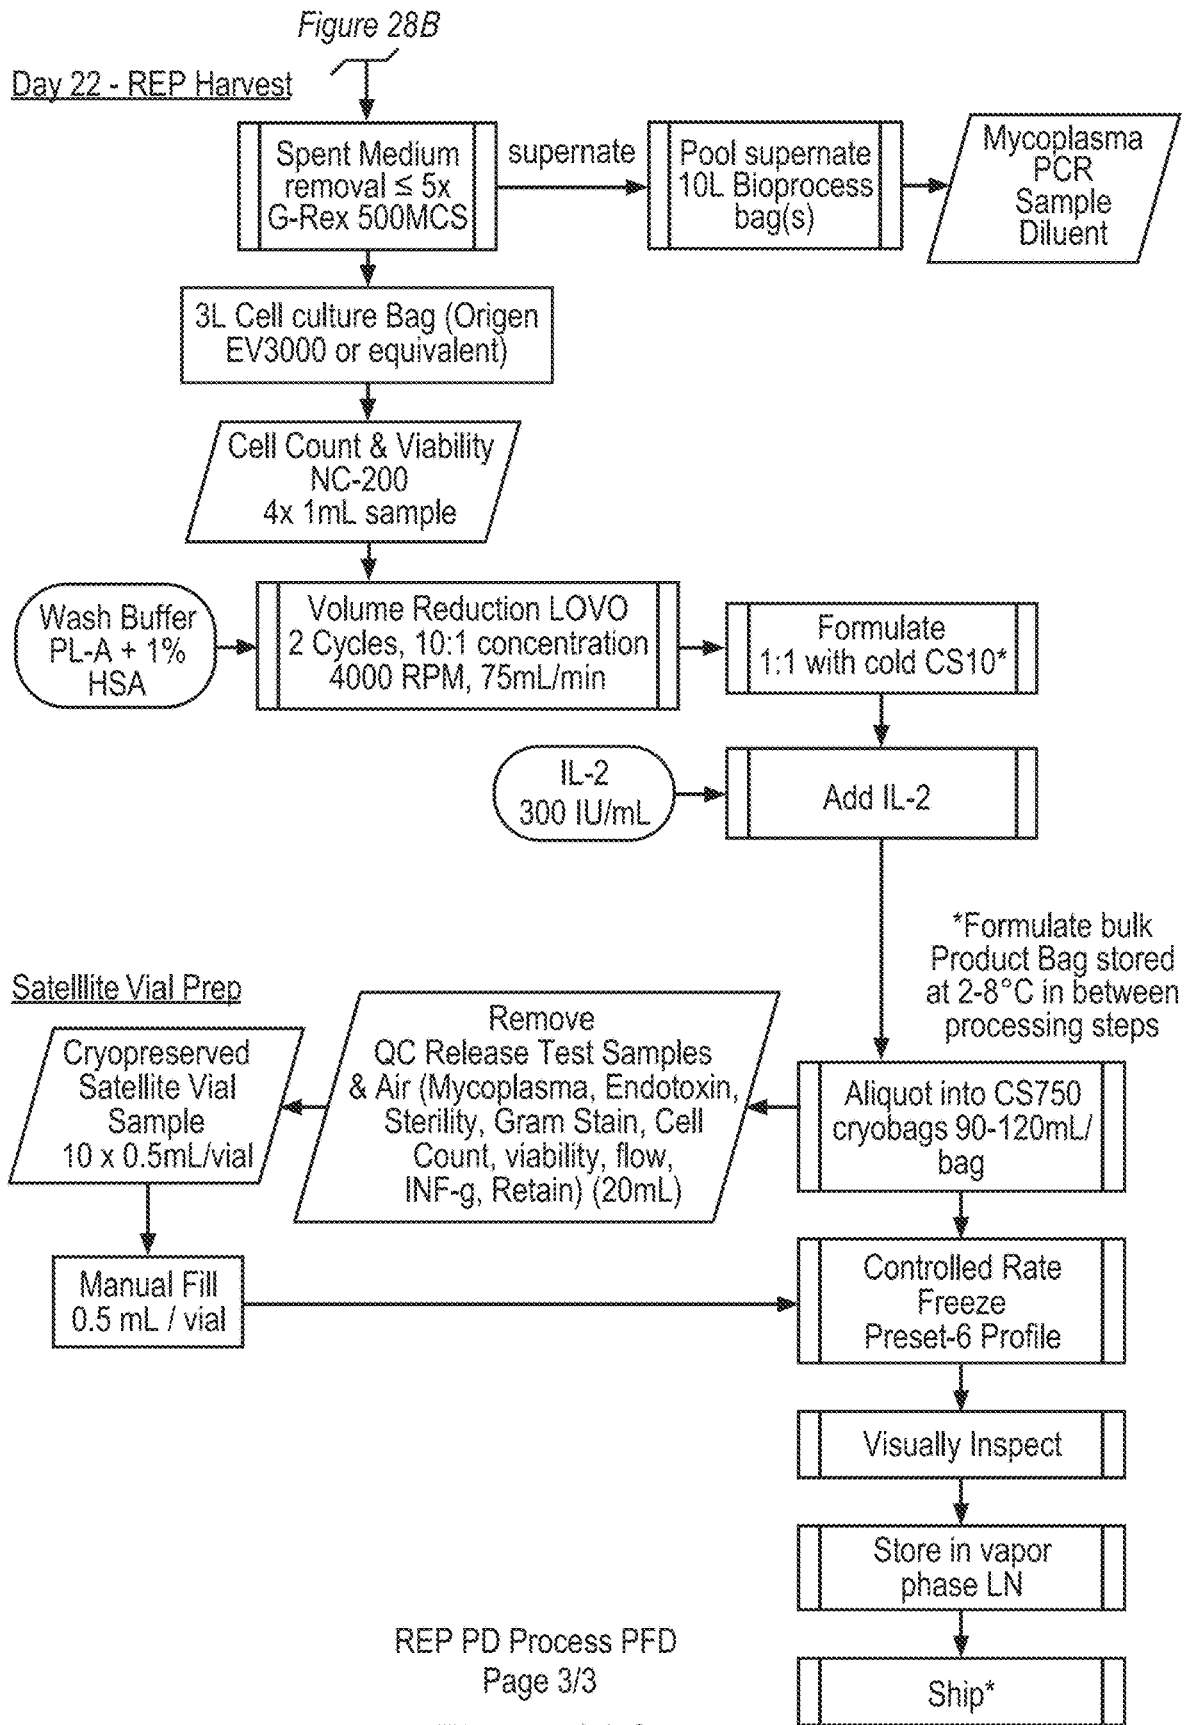 Figure 28B
Day 22 - REP Harvest
Spent Medium
removal ≤ 5x
G-Rex 500MCS
supernate
Pool supernate
10L Bioprocess
bag(s)
Mycoplasma
PCR
Sample
Diluent
3L Cell culture Bag (Origen
EV3000 or equivalent)
Cell Count & Viability
NC-200
4x 1mL sample
Wash Buffer
PL-A + 1%
HSA
Volume Reduction LOVO
2 Cycles, 10:1 concentration
4000 RPM, 75mL/min
Formulate
1:1 with cold CS10*
IL-2
300 IU/mL
Add IL-2
*Formulate bulk
Product Bag stored
at 2-8°C in between
processing steps
Satelllite Vial Prep
Cryopreserved
Satellite Vial
Sample
10 x 0.5mL/vial
Remove
QC Release Test Samples
& Air (Mycoplasma, Endotoxin,
Sterility, Gram Stain, Cell
Count, viability, flow,
INF-g, Retain) (20mL)
Aliquot into CS750
cryobags 90-120mL/
bag
Manual Fill
0.5 mL / vial
Controlled Rate
Freeze
Preset-6 Profile
Visually Inspect
Store in vapor
phase LN
Ship*
REP PD Process PFD
Page 3/3